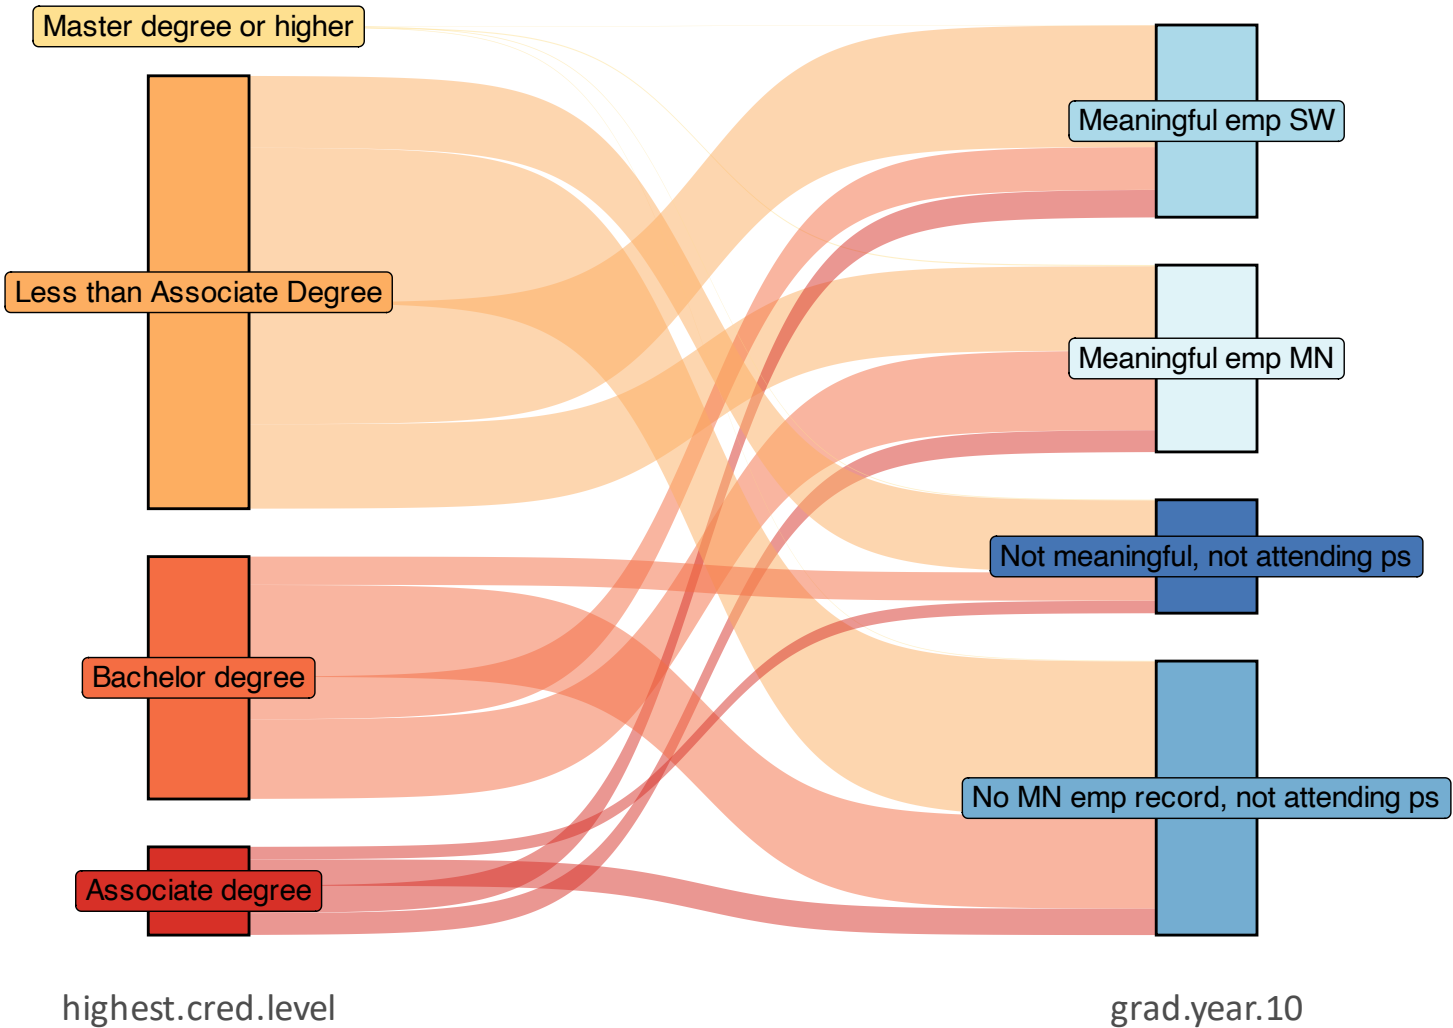 Master degree or higher
Less than Associate Degree
Bachelor degree
Associate degree
Meaningful emp SW
Meaningful emp MN
Not meaningful, not attending ps
No MN emp record, not attending ps
highest.cred.level
grad.year.10